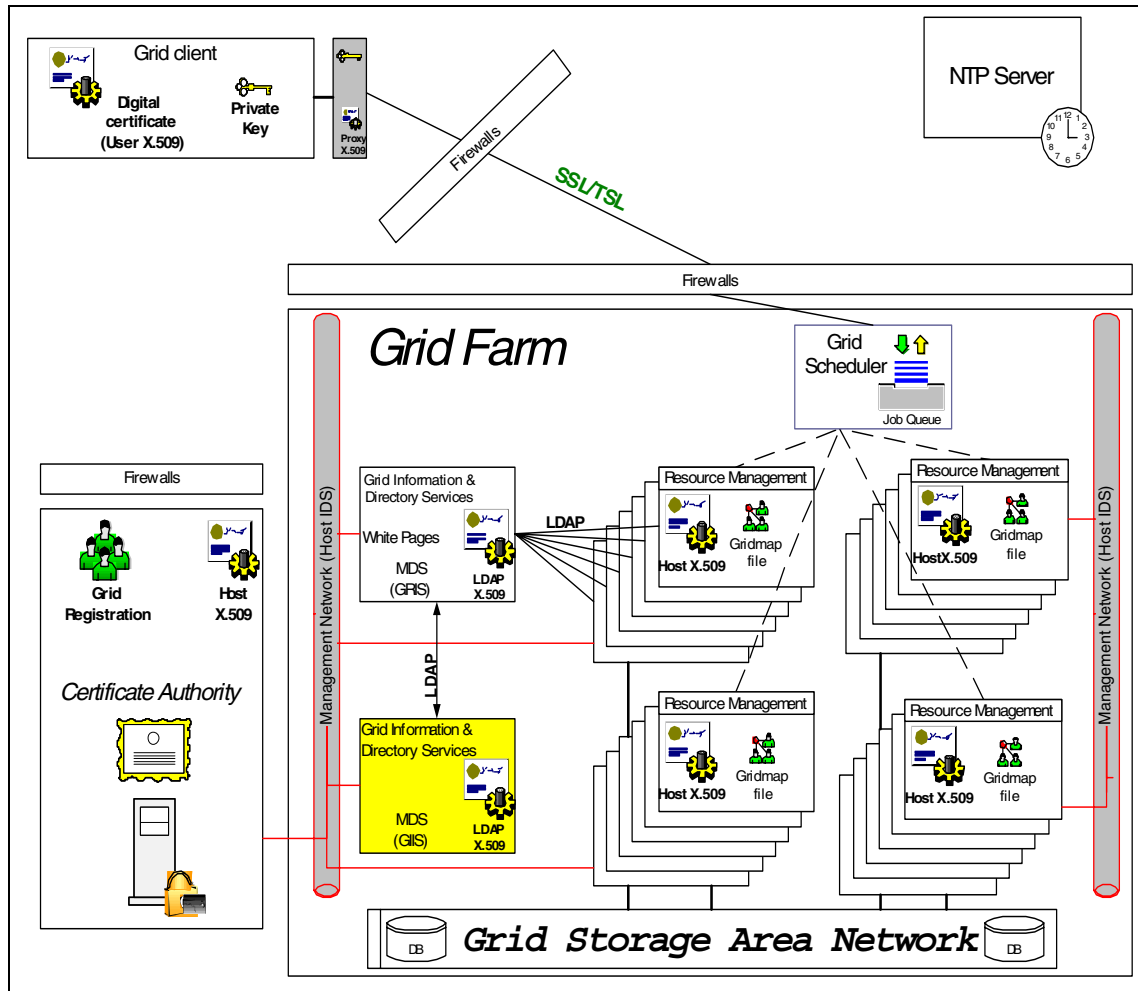 Grid client
Digital
certificate
(User X.509)
Private
Key
Proxy
X.509
Firewalls
SSL/TSL
NTP Server
12
1
2
3
4
5
6
7
8
9
10
11
Firewalls
Grid Farm
Grid
Scheduler
Job Queue
Management Network (Host IDS)
Management Network (Host IDS)
Firewalls
Grid
Registration
Host
X.509
Certificate Authority
Grid Information &
Directory Services
White Pages
MDS
(GRIS)
LDAP
X.509
LDAP
LDAP
Grid Information &
Directory Services
MDS
(GIIS)
LDAP
X.509
Resource Management
Host X.509
Gridmap
file
Resource Management
HostX.509
Gridmap
file
Resource Management
Host X.509
Gridmap
file
Resource Management
Host X.509
Gridmap
file
DB
Grid Storage Area Network
DB